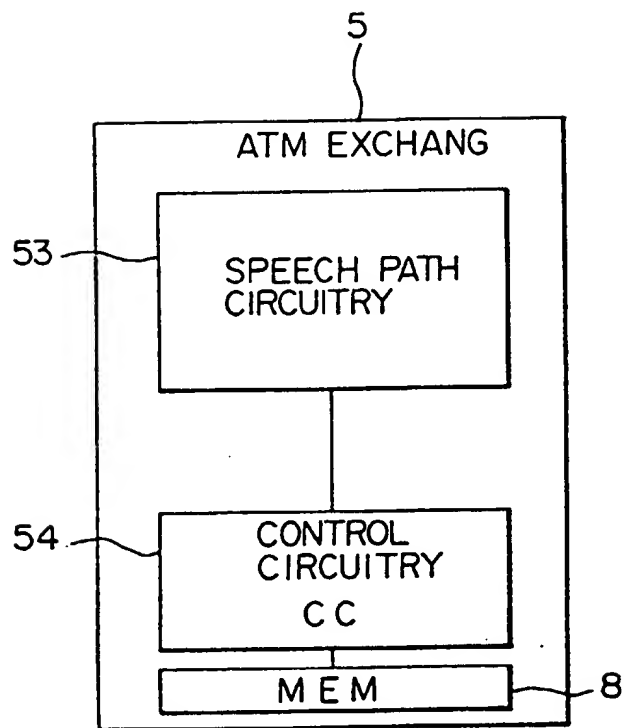 5
ATM EXCHANG
53
SPEECH PATH
CIRCUITRY
54
CONTROL
CIRCUITRY
CC
MEM
8